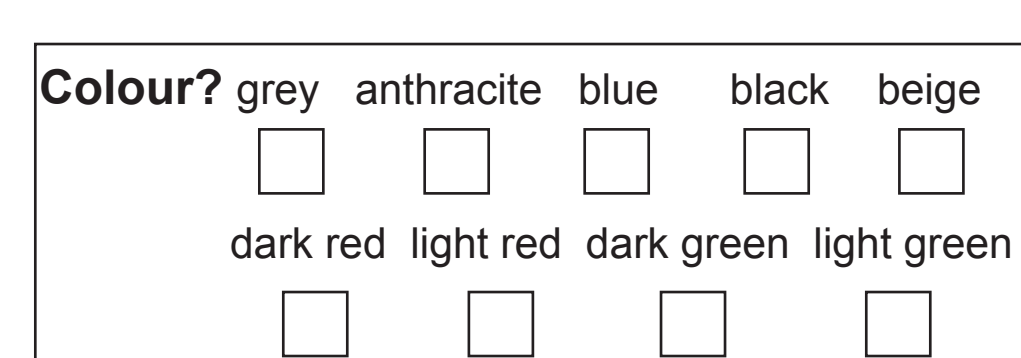 Colour? grey anthracite blue black beige
dark red light red dark green light green